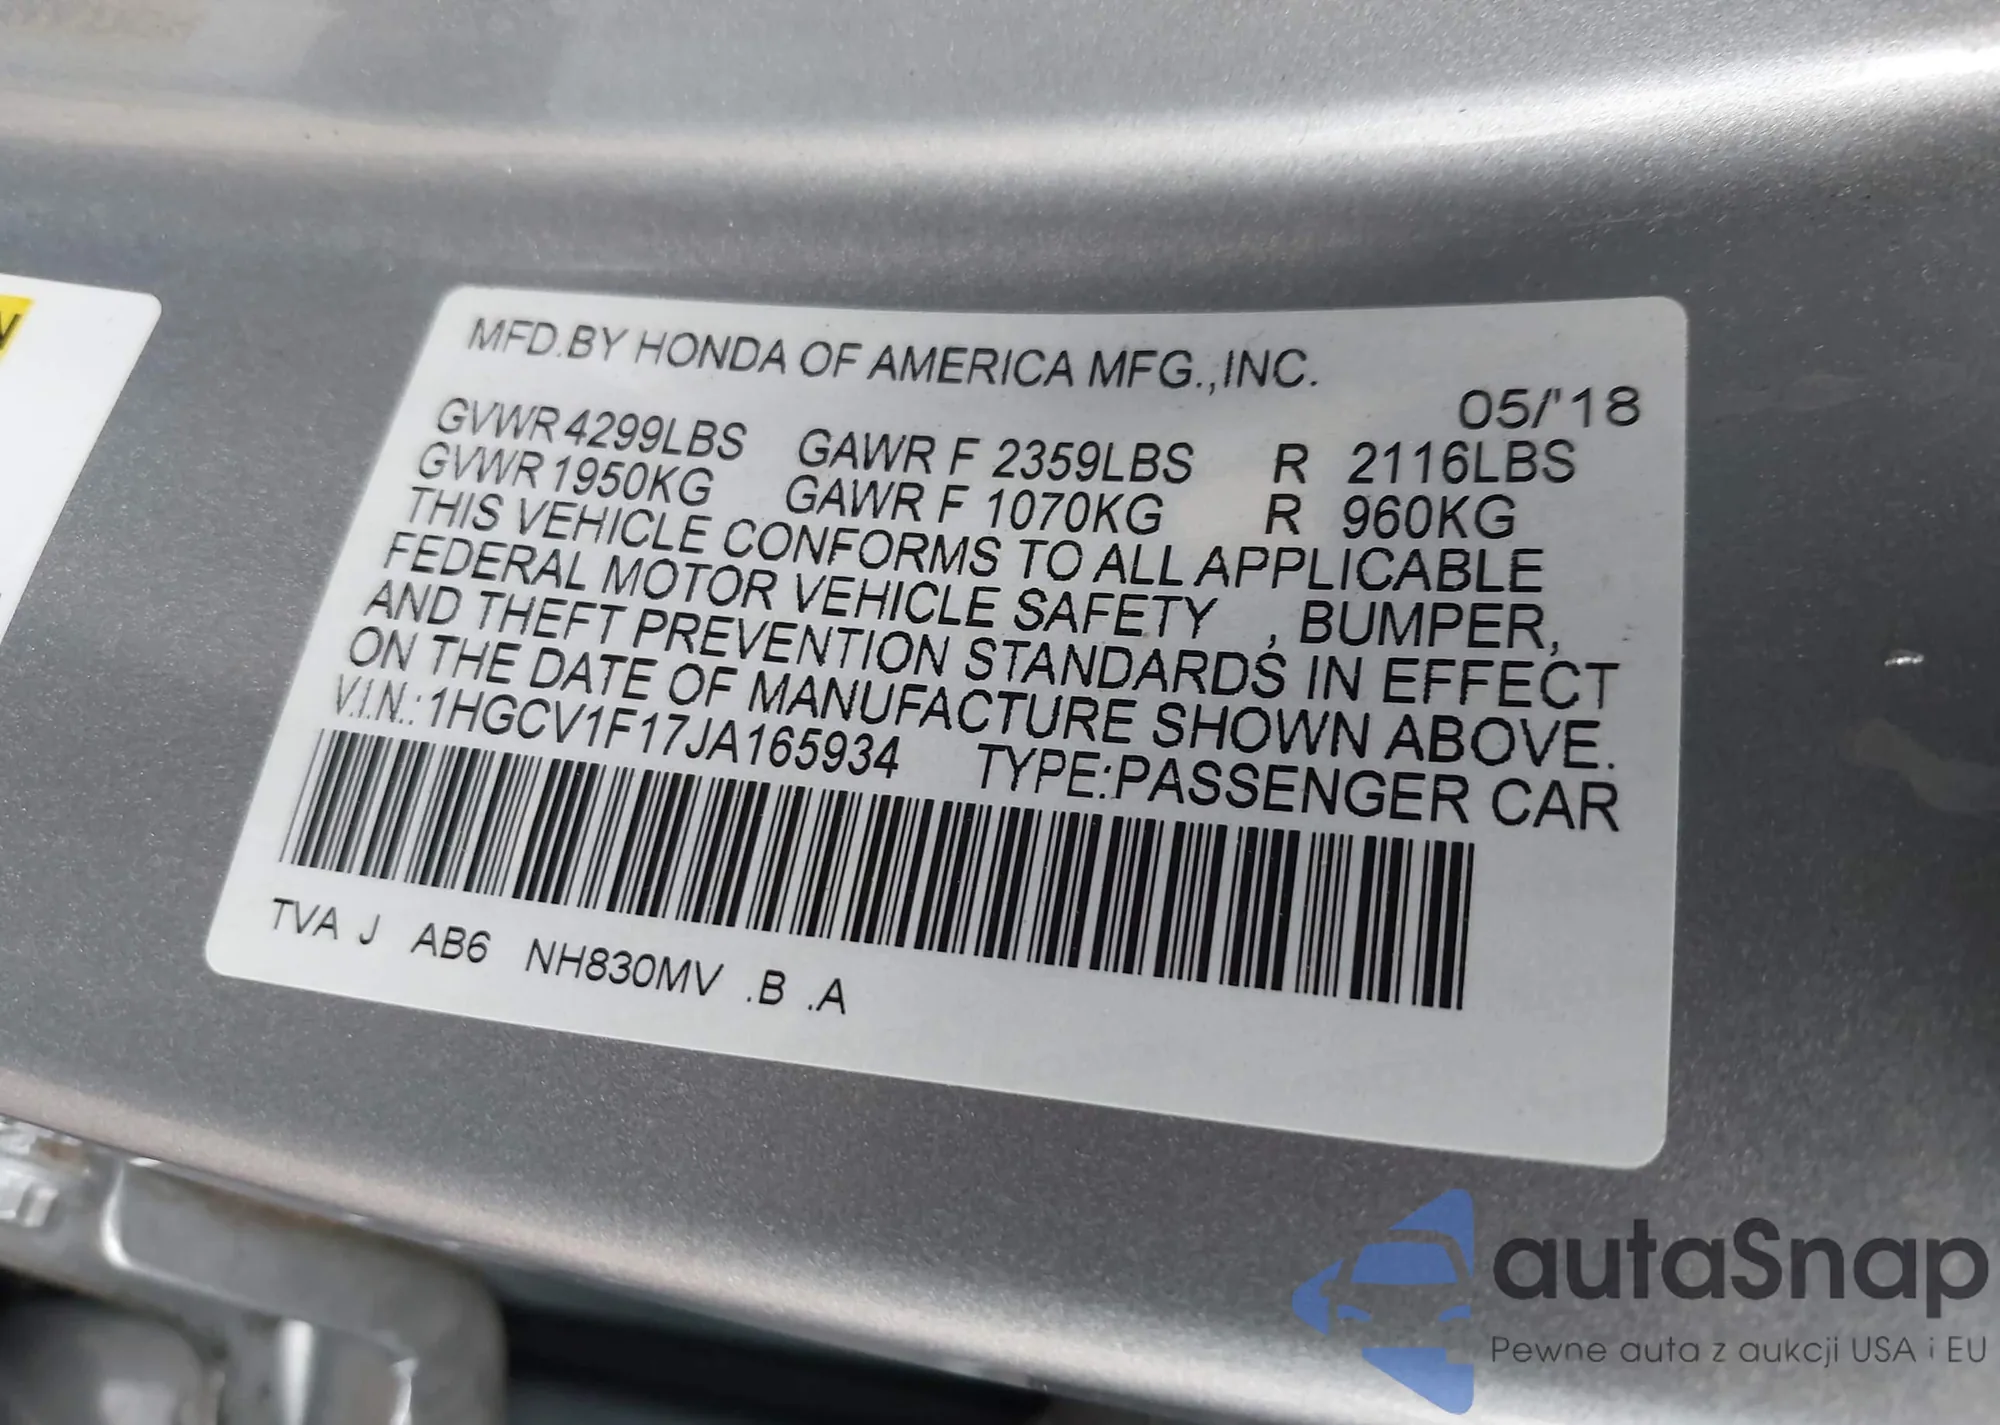 N
MFD.BY HONDA OF AMERICA MFG.,INC.
05/'18
GVWR 4299LBS GAWR F 2359LBS R 2116LBS
GVWR 1950KG GAWR F 1070KG R 960KG
THIS VEHICLE CONFORMS TO ALL APPLICABLE
FEDERAL MOTOR VEHICLE SAFETY , BUMPER,
AND THEFT PREVENTION STANDARDS IN EFFECT
ON THE DATE OF MANUFACTURE SHOWN ABOVE.
V.I.N.:1HGCV1F17JA165934 TYPE:PASSENGER CAR
TVA J AB6 NH830MV .B .A
autaSnap
Pewne auta z aukcji USA i EU